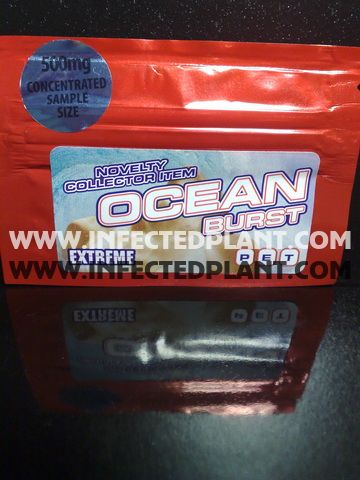 500mg
CONCENTRATED
SAMPLE
SIZE
NOVELTY
COLLECTOR ITEM
OCEAN
BURST
WWW.INFECTEDPLANT.COM
EXTREME
PET
WWW.INFECTEDPLANT.COM